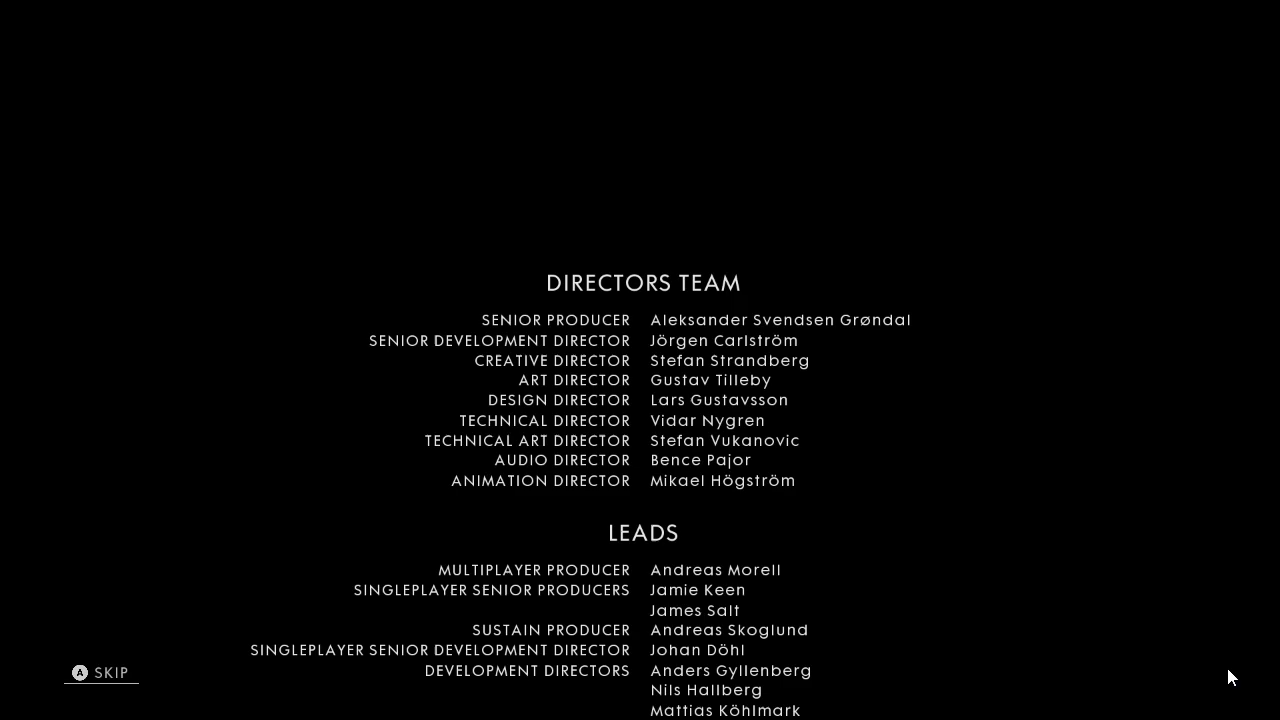 DIRECTORS TEAM
SENIOR PRODUCER Aleksander Svendsen Grøndal
SENIOR DEVELOPMENT DIRECTOR Jörgen Carlström
CREATIVE DIRECTOR Stefan Strandberg
ART DIRECTOR Gustav Tilleby
DESIGN DIRECTOR Lars Gustavsson
TECHNICAL DIRECTOR Vidar Nygren
TECHNICAL ART DIRECTOR Stefan Vukanovic
AUDIO DIRECTOR Bence Pajor
ANIMATION DIRECTOR Mikael Högström
LEADS
MULTIPLAYER PRODUCER Andreas Morell
SINGLEPLAYER SENIOR PRODUCERS Jamie Keen
James Salt
SUSTAIN PRODUCER Andreas Skoglund
SINGLEPLAYER SENIOR DEVELOPMENT DIRECTOR Johan Döhl
DEVELOPMENT DIRECTORS Anders Gyllenberg
A SKIP
Nils Hallberg
Mattias Köhlmark